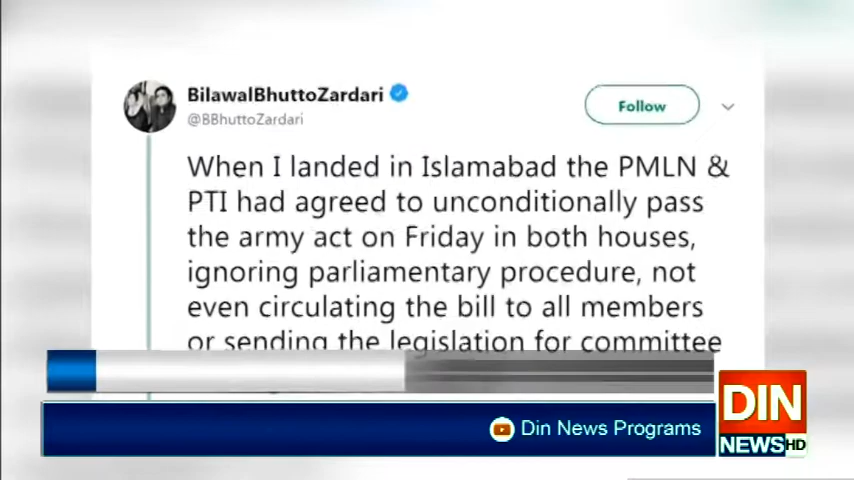 BilawalBhuttoZardari
@BBhuttoZardari
Follow
When I landed in Islamabad the PMLN &
PTI had agreed to unconditionally pass
the army act on Friday in both houses,
ignoring parliamentary procedure, not
even circulating the bill to all members
or sending the legislation for committee
Din News Programs
DIN
NEWS HD